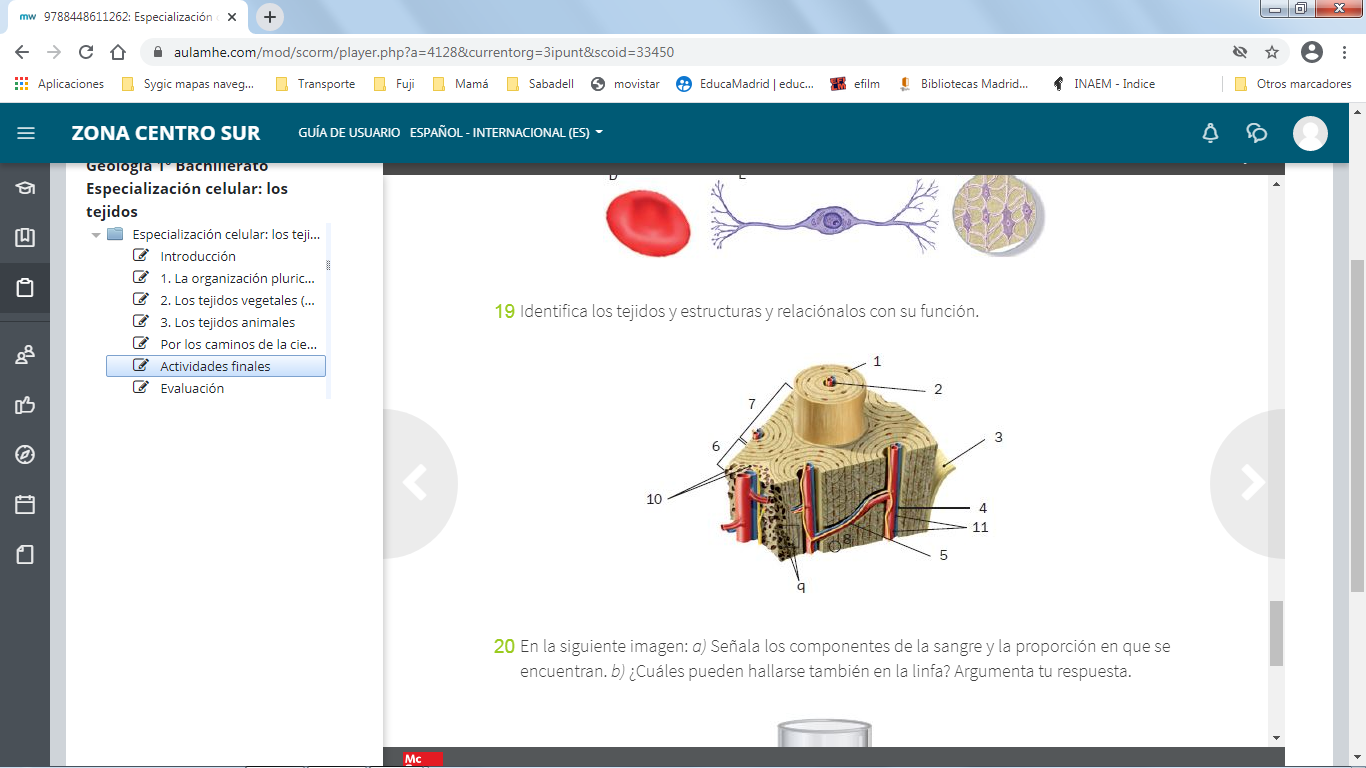 mw 9788448611262: Especialización
aulamhe.com/mod/scorm/player.php?a=4128&currentorg=3ipunt&scoid=33450
Aplicaciones Sygic mapas naveg... Transporte Fuji Mamá Sabadell movistar EducaMadrid | educ... efilm Bibliotecas Madrid... INAEM - Indice Otros marcadores
ZONA CENTRO SUR GUÍA DE USUARIO ESPAÑOL - INTERNACIONAL (ES)
Geología 1º Bachillerato
Especialización celular: los
tejidos
Especialización celular: los teji...
Introducción
1. La organización pluric...
2. Los tejidos vegetales (...
3. Los tejidos animales
Por los caminos de la cie...
Actividades finales
Evaluación
D E
19 Identifica los tejidos y estructuras y relaciónalos con su función.
1
2
7
3
6
10
4
11
8
5
q
20 En la siguiente imagen: a) Señala los componentes de la sangre y la proporción en que se
encuentran. b) ¿Cuáles pueden hallarse también en la linfa? Argumenta tu respuesta.
Mc